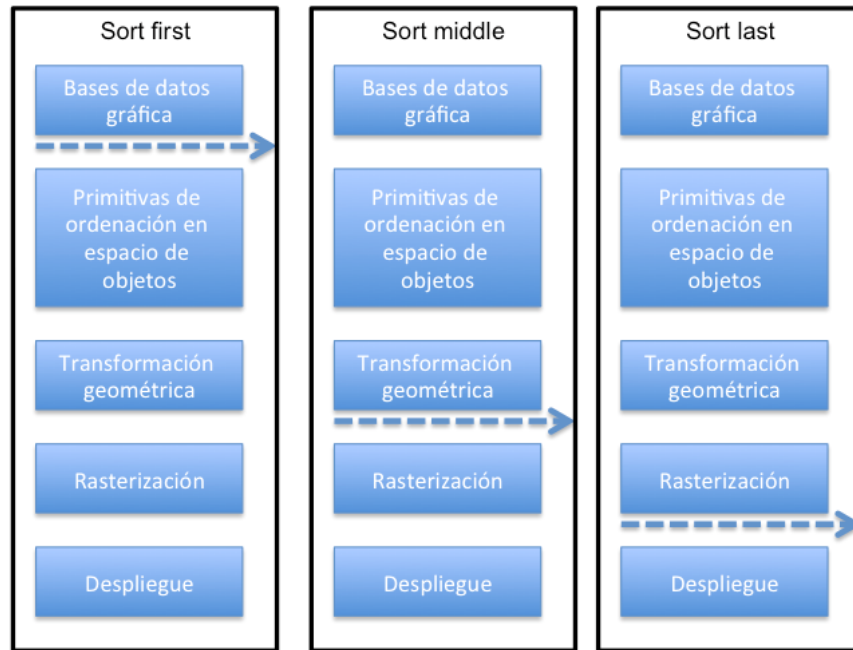 Sort first
Bases de datos
gráfica
Primitivas de
ordenación en
espacio de
objetos
Transformación
geométrica
Rasterización
Despliegue
Sort middle
Bases de datos
gráfica
Primitivas de
ordenación en
espacio de
objetos
Transformación
geométrica
Rasterización
Despliegue
Sort last
Bases de datos
gráfica
Primitivas de
ordenación en
espacio de
objetos
Transformación
geométrica
Rasterización
Despliegue